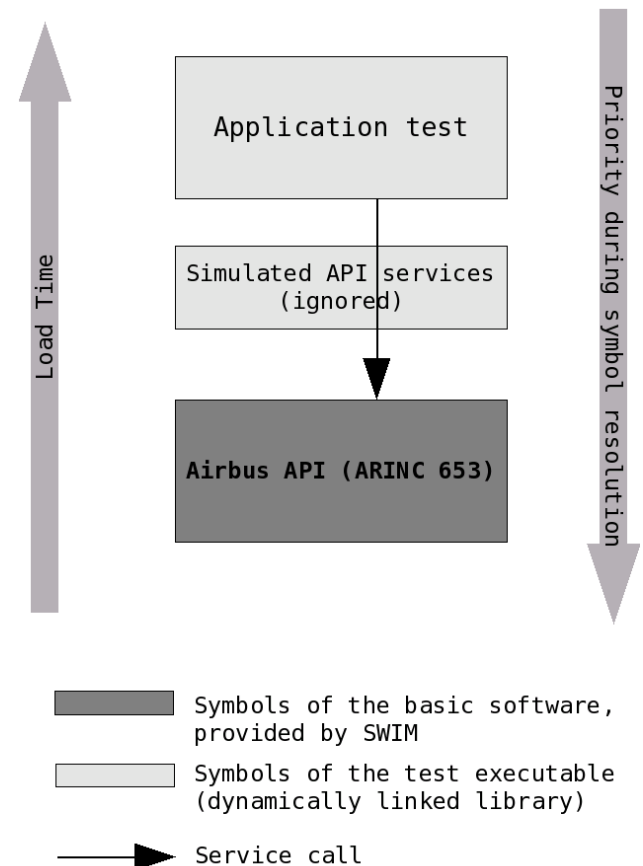 Application test
Simulated API services
(ignored)
Airbus API (ARINC 653)
Load Time
Priority during symbol resolution
Symbols of the basic software,
provided by SWIM
Symbols of the test executable
(dynamically linked library)
Service call